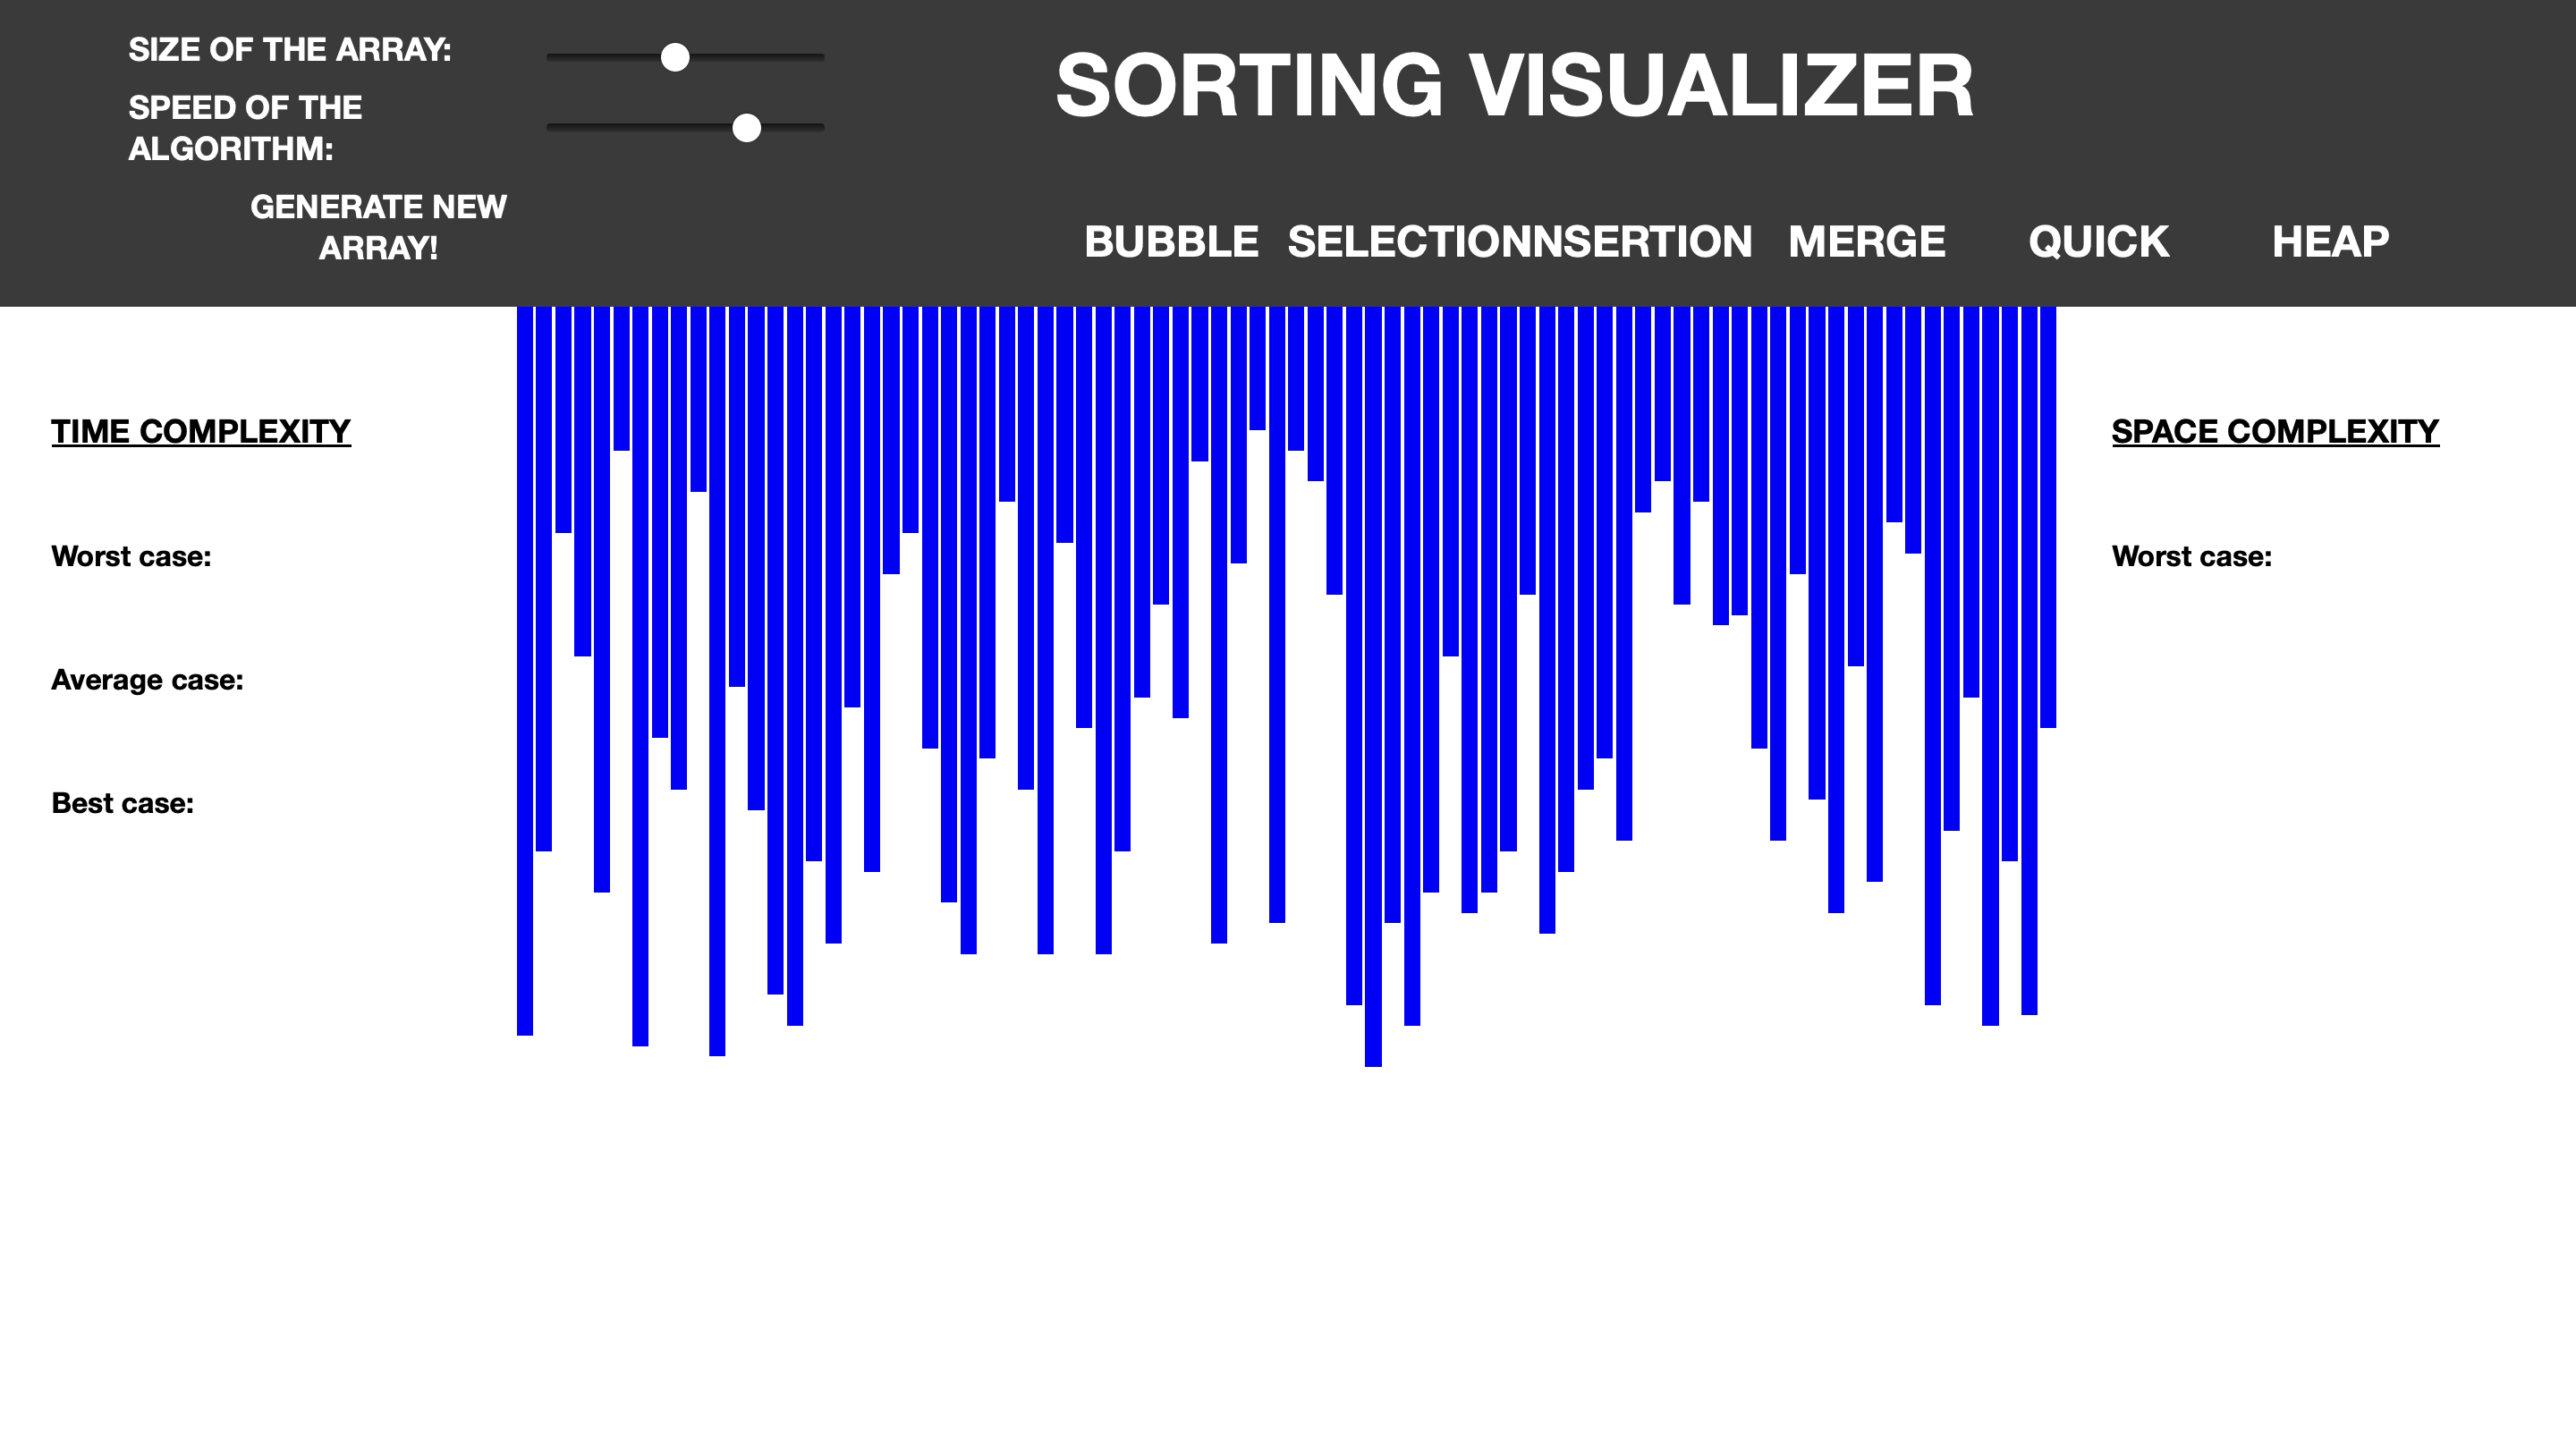 SIZE OF THE ARRAY:
SPEED OF THE
ALGORITHM:
GENERATE NEW
ARRAY!
SORTING VISUALIZER
BUBBLE SELECTIONNSERTION MERGE QUICK HEAP
TIME COMPLEXITY
Worst case:
Average case:
Best case:
SPACE COMPLEXITY
Worst case: